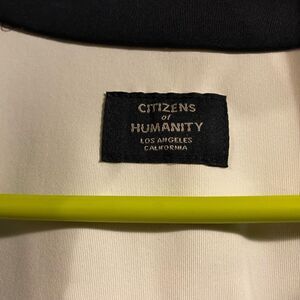 CITIZENS
of
HUMANITY
LOS ANGELES
CALIFORNIA